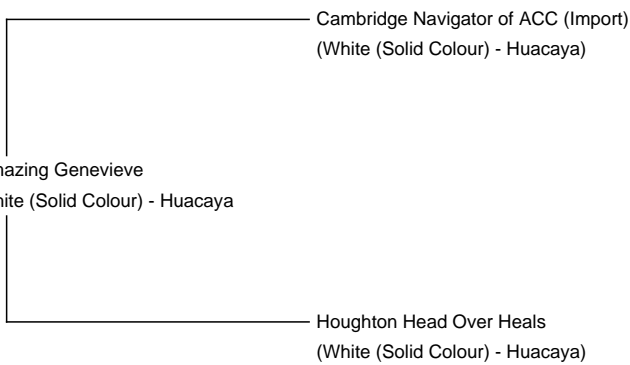 Cambridge Navigator of ACC (Import)
(White (Solid Colour) - Huacaya)
Genevieve
(Solid Colour) - Huacaya
Houghton Head Over Heals
(White (Solid Colour) - Huacaya)